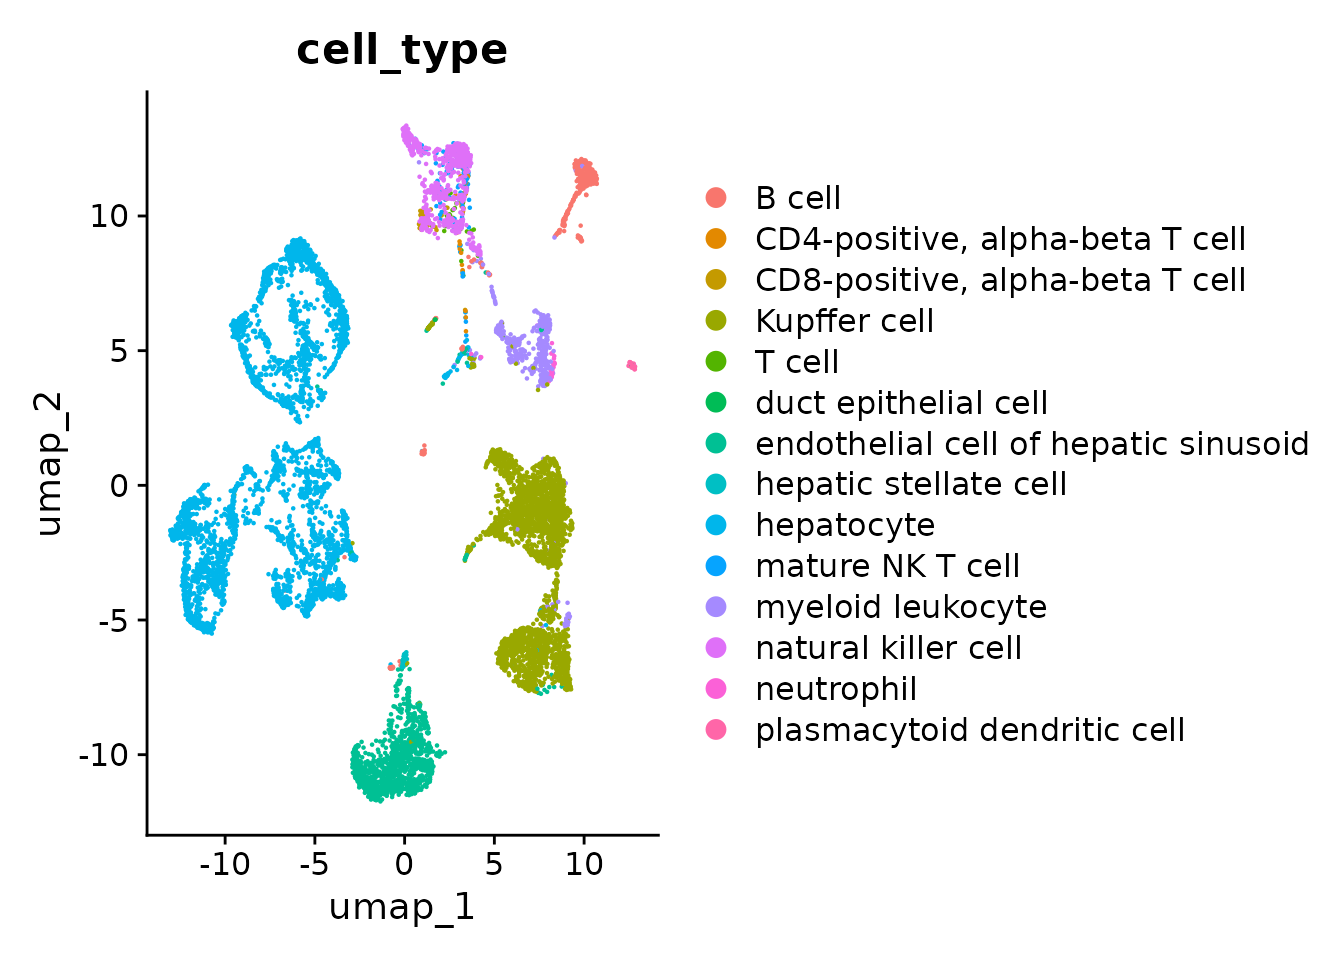 cell_type
10
5
0
-5
-10
umap_2
-10 -5 0 5 10
umap_1
B cell
CD4-positive, alpha-beta T cell
CD8-positive, alpha-beta T cell
Kupffer cell
T cell
duct epithelial cell
endothelial cell of hepatic sinusoid
hepatic stellate cell
hepatocyte
mature NK T cell
myeloid leukocyte
natural killer cell
neutrophil
plasmacytoid dendritic cell